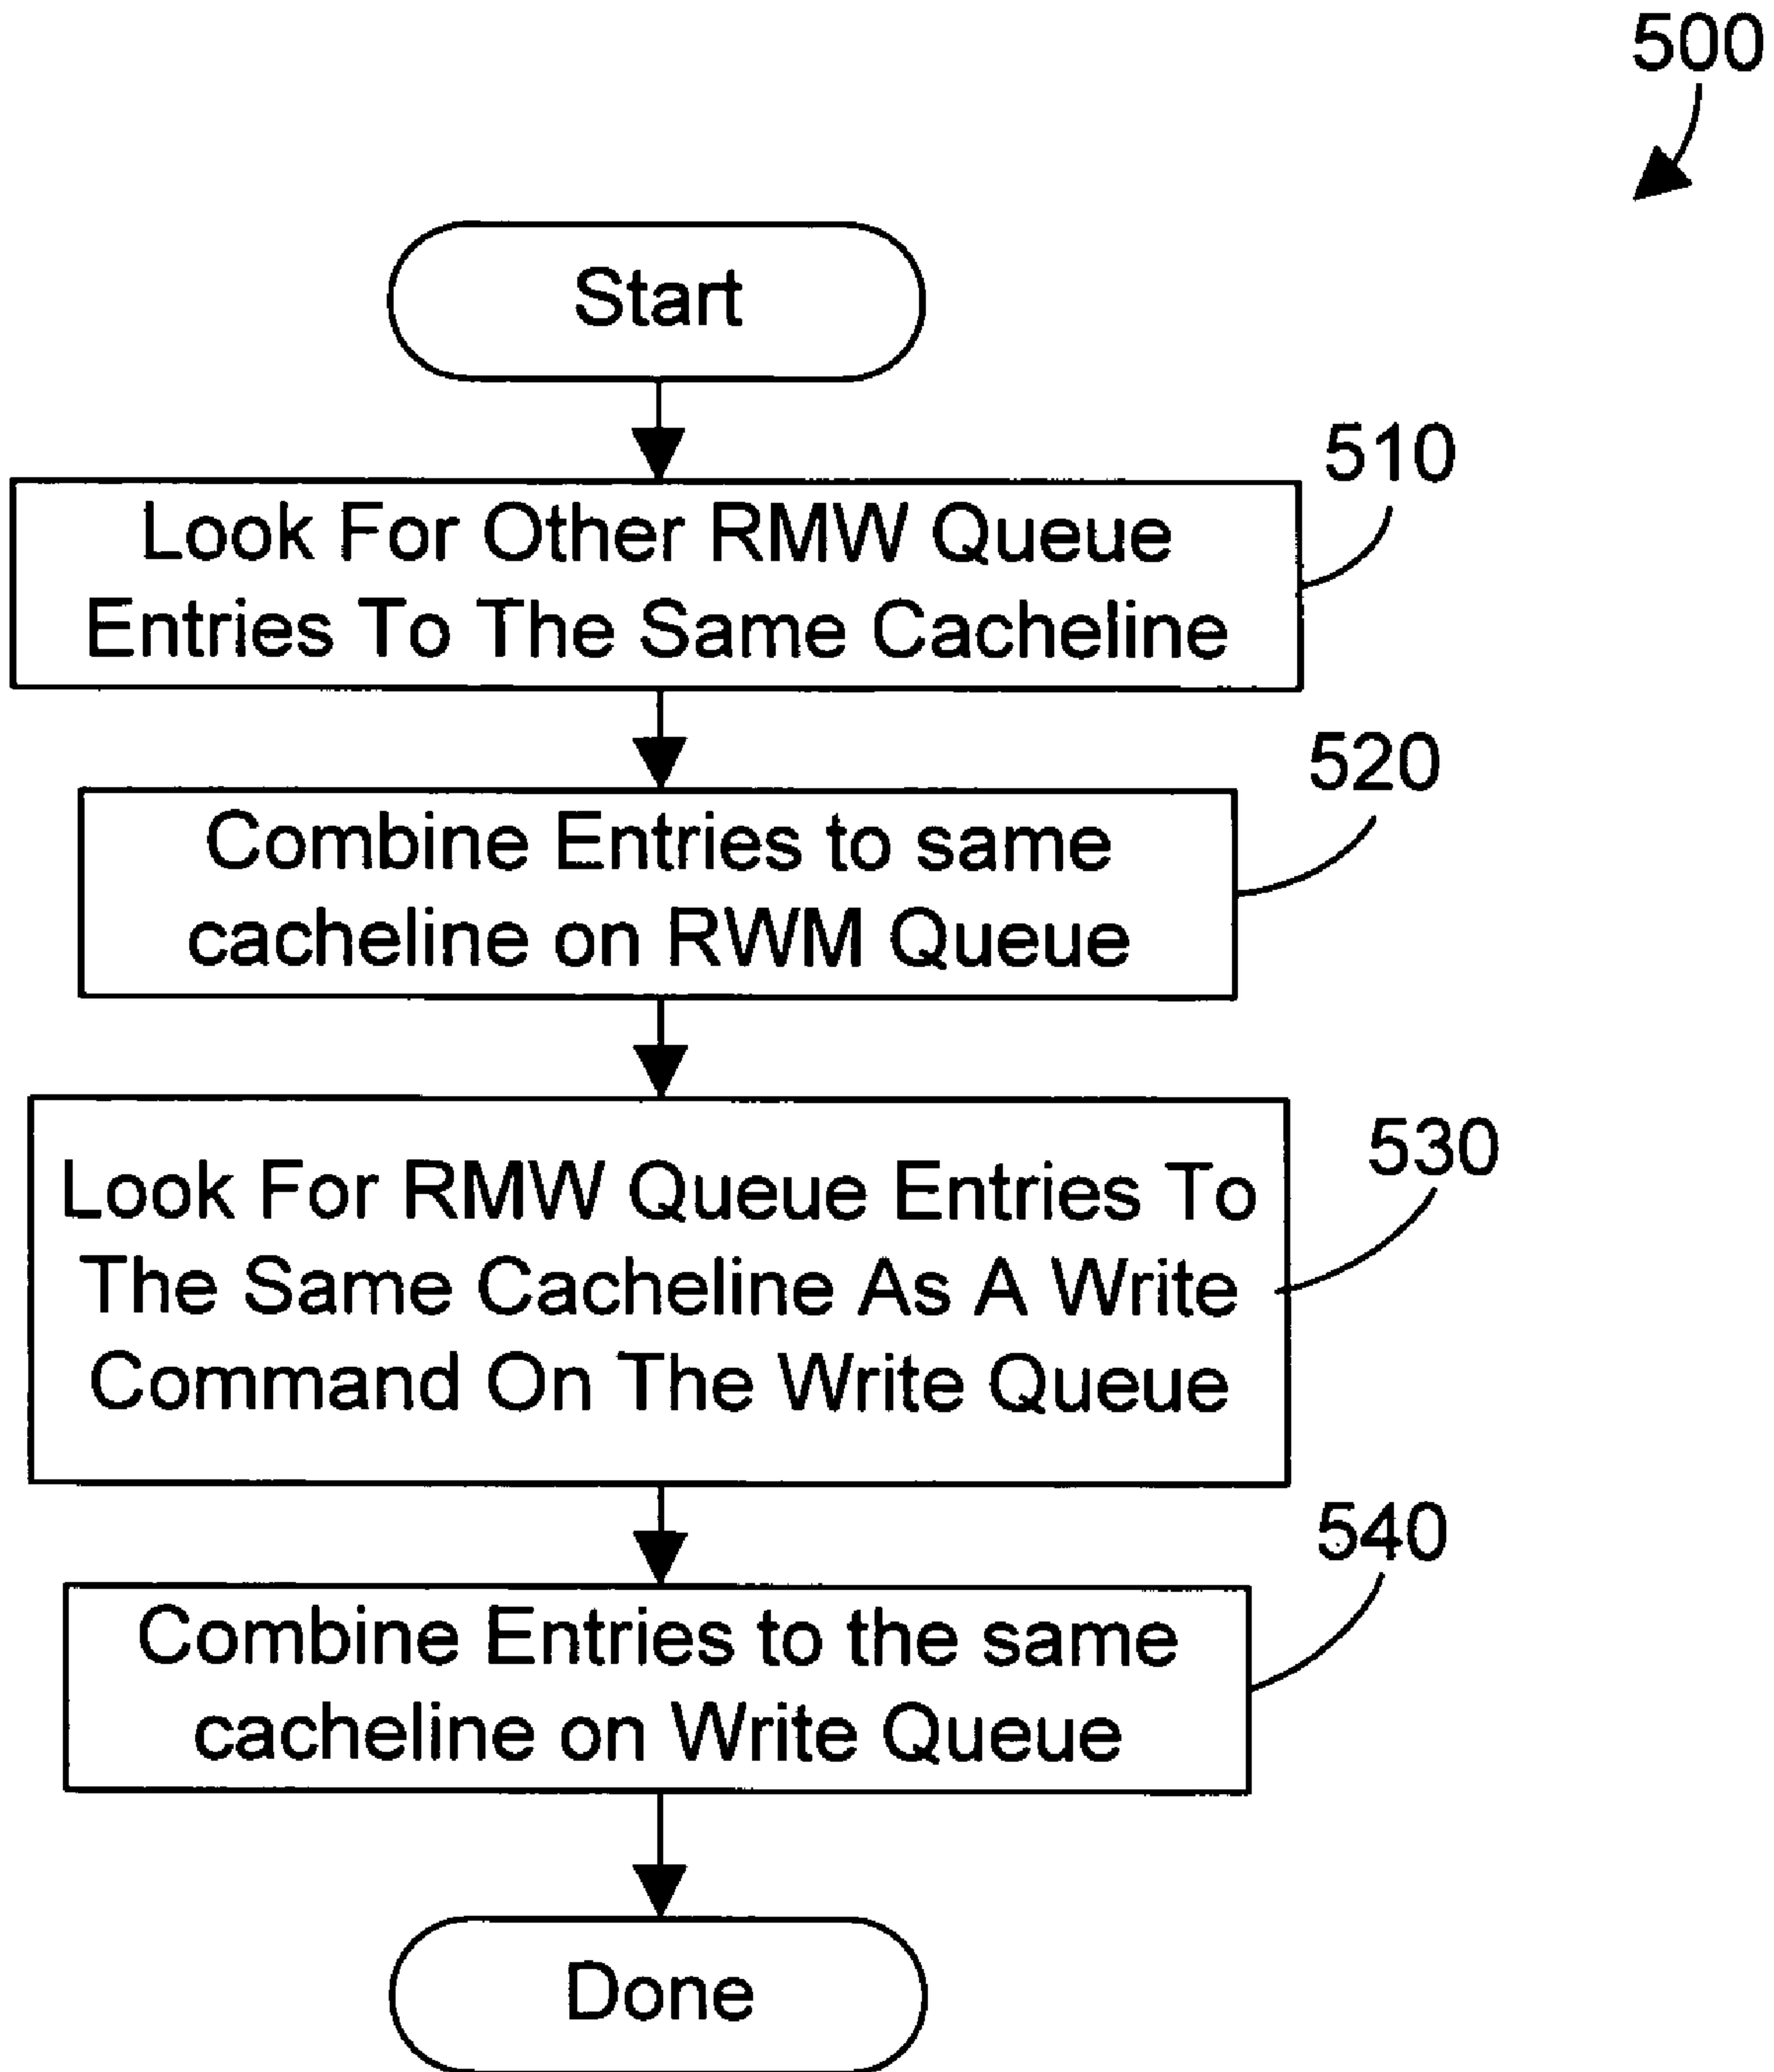 500
Start
510
Look For Other RMW Queue
Entries To The Same Cacheline
520
Combine Entries to same
cacheline on RWM Queue
530
Look For RMW Queue Entries To
The Same Cacheline As A Write
Command On The Write Queue
540
Combine Entries to the same
cacheline on Write Queue
Done